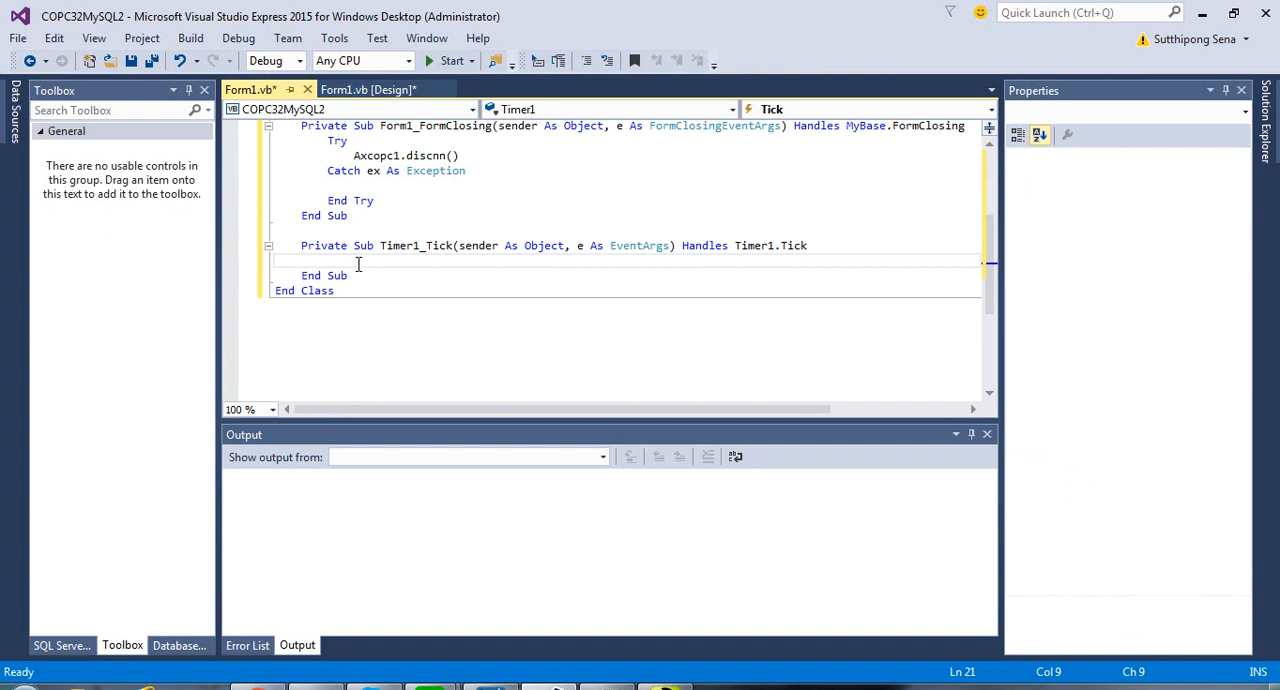 COPC32MySQL2 - Microsoft Visual Studio Express 2015 for Windows Desktop (Administrator)
Quick Launch (Ctrl+Q)
File Edit View Project Build Debug Team Tools Test Window Help
Sutthipong Sena
Debug Any CPU Start
Data Sources
Toolbox
Search Toolbox
General
There are no usable controls in
this group. Drag an item onto
this text to add it to the toolbox.
SQL Serve... Toolbox Database...
Form1.vb* Form1.vb [Design]*
COPC32MySQL2 Timer1 Tick
Private Sub Form1_FormClosing(sender As Object, e As FormClosingEventArgs) Handles MyBase.FormClosing
Try
Axcopc1.discnn()
Catch ex As Exception
End Try
End Sub
Private Sub Timer1_Tick(sender As Object, e As EventArgs) Handles Timer1.Tick
End Sub
End Class
100 %
Output
Show output from:
Error List Output
Properties
Solution Explorer
Ready Ln 21 Col 9 Ch 9 INS